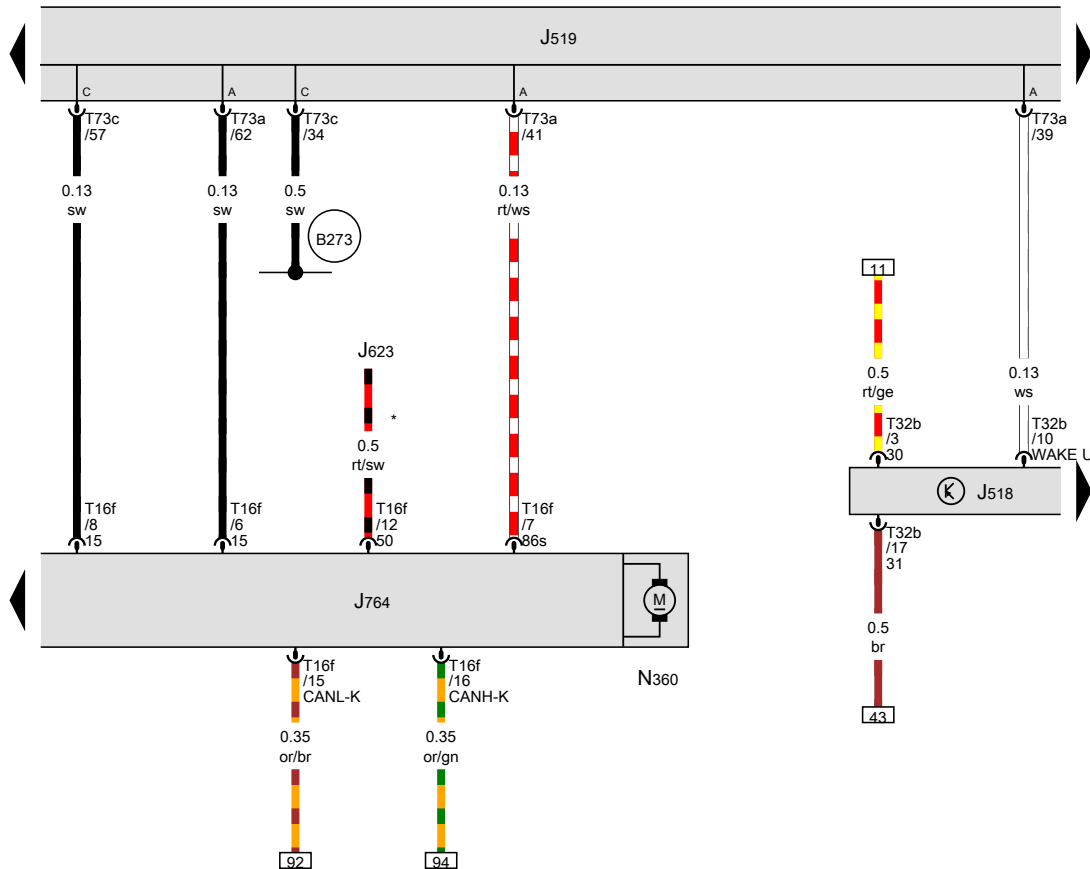 J519
C
A
C
A
A
T73c
/57
T73a
/62
T73c
/34
T73a
/41
T73a
/39
0.13
sw
0.13
sw
0.5
sw
B273
0.13
rt/ws
11
J623
*
0.5
rt/sw
0.5
rt/ge
0.13
ws
T32b
/3
30
T32b
/10
WAKE U
J518
T16f
/8
15
T16f
/6
15
T16f
/12
50
T16f
/7
86s
T32b
/17
31
J764
M
N360
T16f
/15
CANL-K
T16f
/16
CANH-K
0.5
br
43
0.35
or/br
0.35
or/gn
92
94